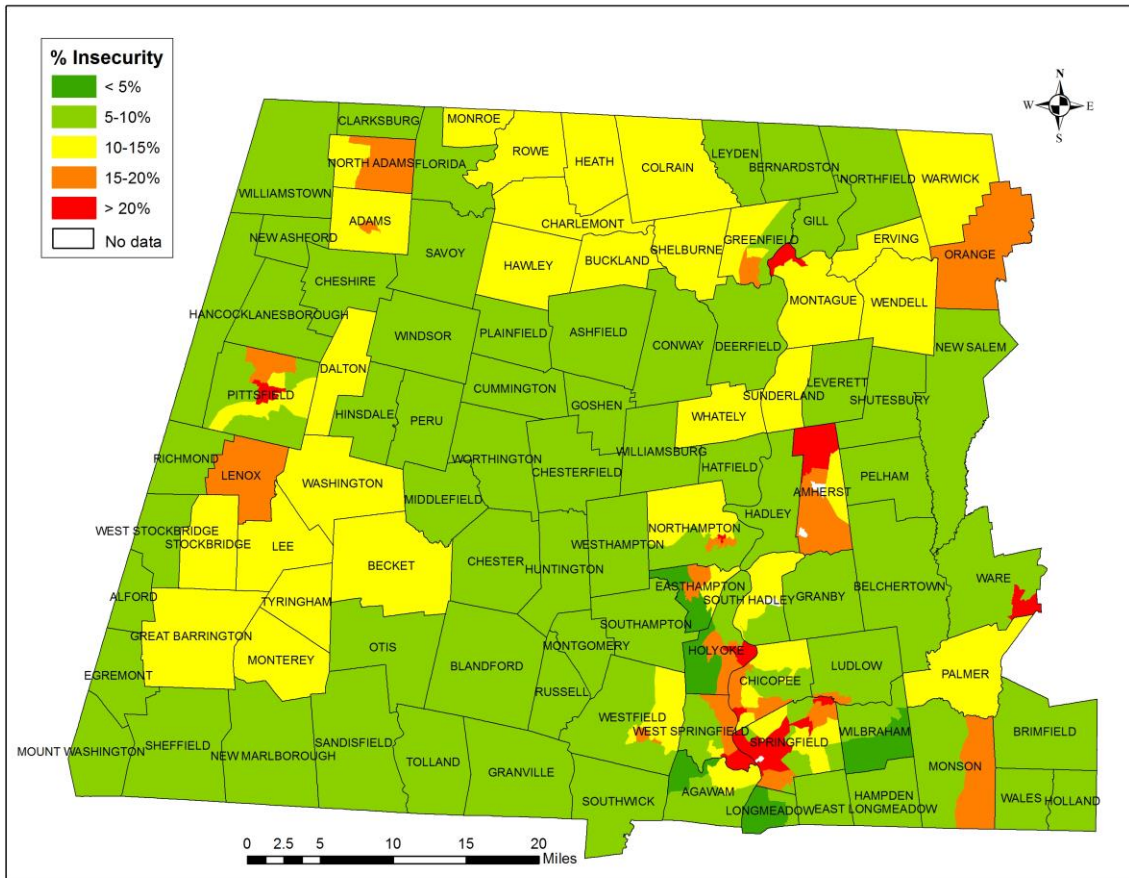 % Insecurity
< 5%
5-10%
10-15%
15-20%
> 20%
No data
N
W E
S
CLARKSBURG
MONROE
NORTH ADAMS
FLORIDA
ROWE
HEATH
COLRAIN
LEYDEN
BERNARDSTON
NORTHFIELD
WARWICK
WILLIAMSTOWN
ADAMS
CHARLEMONT
GREENFIELD
GILL
ERVING
ORANGE
NEW ASHFORD
SAVOY
HAWLEY
BUCKLAND
SHELBURNE
CHESHIRE
MONTAGUE
WENDELL
HANCOCK
LANESBOROUGH
WINDSOR
PLAINFIELD
ASHFIELD
CONWAY
DEERFIELD
NEW SALEM
DALTON
CUMMINGTON
LEVERETT
PITTSFIELD
HINSDALE
PERU
GOSHEN
WHATELY
SUNDERLAND
SHUTESBURY
RICHMOND
LENOX
WASHINGTON
WORTHINGTON
CHESTERFIELD
WILLIAMSBURG
HATFIELD
PELHAM
MIDDLEFIELD
AMHERST
WEST STOCKBRIDGE
STOCKBRIDGE
LEE
BECKET
CHESTER
HUNTINGTON
WESTHAMPTON
NORTHAMPTON
HADLEY
ALFORD
TYRINGHAM
EASTHAMPTON
SOUTH HADLEY
GRANBY
BELCHERTOWN
WARE
GREAT BARRINGTON
MONTEREY
OTIS
BLANDFORD
MONTGOMERY
SOUTHAMPTON
HOLYOKE
LUDLOW
PALMER
EGREMONT
RUSSELL
CHICOPEE
MOUNT WASHINGTON
SHEFFIELD
NEW MARLBOROUGH
SANDISFIELD
TOLLAND
GRANVILLE
WESTFIELD
WEST SPRINGFIELD
SPRINGFIELD
WILBRAHAM
MONSON
BRIMFIELD
SOUTHWICK
AGAWAM
LONGMEADOW
EAST LONGMEADOW
HAMPDEN
WALES
HOLLAND
0 2.5 5 10 15 20
Miles